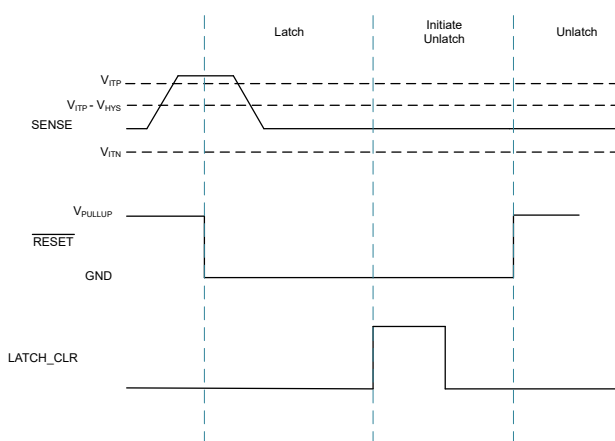 Latch
Initiate
Unlatch
Unlatch
VITP
VITP - VHYS
SENSE
VITN
VPULLUP
RESET
GND
LATCH_CLR